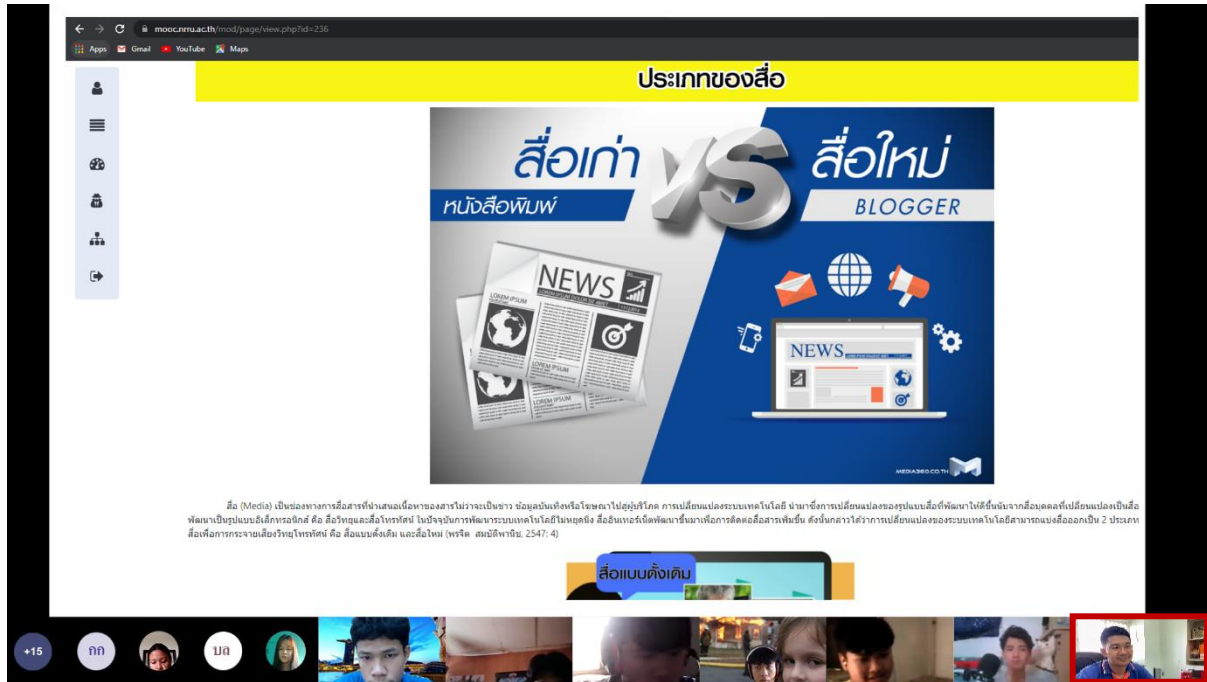 mooc.nrru.ac.th/mod/page/view.php?id=236
Apps Gmail YouTube Maps
ประเภทของสื่อ
สื่อเก่า VS สื่อใหม่
หนังสือพิมพ์
BLOGGER
NEWS
LOREM IPSUM
LOREM IPSUM
LOREM IPSUM
NEWS
MEDIA360.CO.TH
สื่อ (Media) เป็นช่องทางการสื่อสารที่นำเสนอเนื้อหาของสารไม่ว่าจะเป็นข่าว ข้อมูลบันเทิงหรือโฆษณาไปสู่ผู้บริโภค การเปลี่ยนแปลงระบบเทคโนโลยี นำมาซึ่งการเปลี่ยนแปลงของรูปแบบสื่อที่พัฒนาให้ดีขึ้นนับจากสื่อบุคคลที่เปลี่ยนแปลงเป็นสื่อ
พัฒนาเป็นรูปแบบอิเล็กทรอนิกส์ คือ สื่อวิทยุและสื่อโทรทัศน์ ในปัจจุบันการพัฒนาระบบเทคโนโลยีไม่หยุดนิ่ง สื่ออินเทอร์เน็ตพัฒนาขึ้นมาเพื่อการติดต่อสื่อสารเพิ่มขึ้น ดังนั้นกล่าวได้ว่าการเปลี่ยนแปลงของระบบเทคโนโลยีสามารถแบ่งสื่อออกเป็น 2 ประเภท
สื่อเพื่อการกระจายเสียงวิทยุโทรทัศน์ คือ สื่อแบบดั้งเดิม และสื่อใหม่ (พรจิต สมบัติพานิช, 2547: 4)
สื่อแบบดั้งเดิม
+15
กก
บล